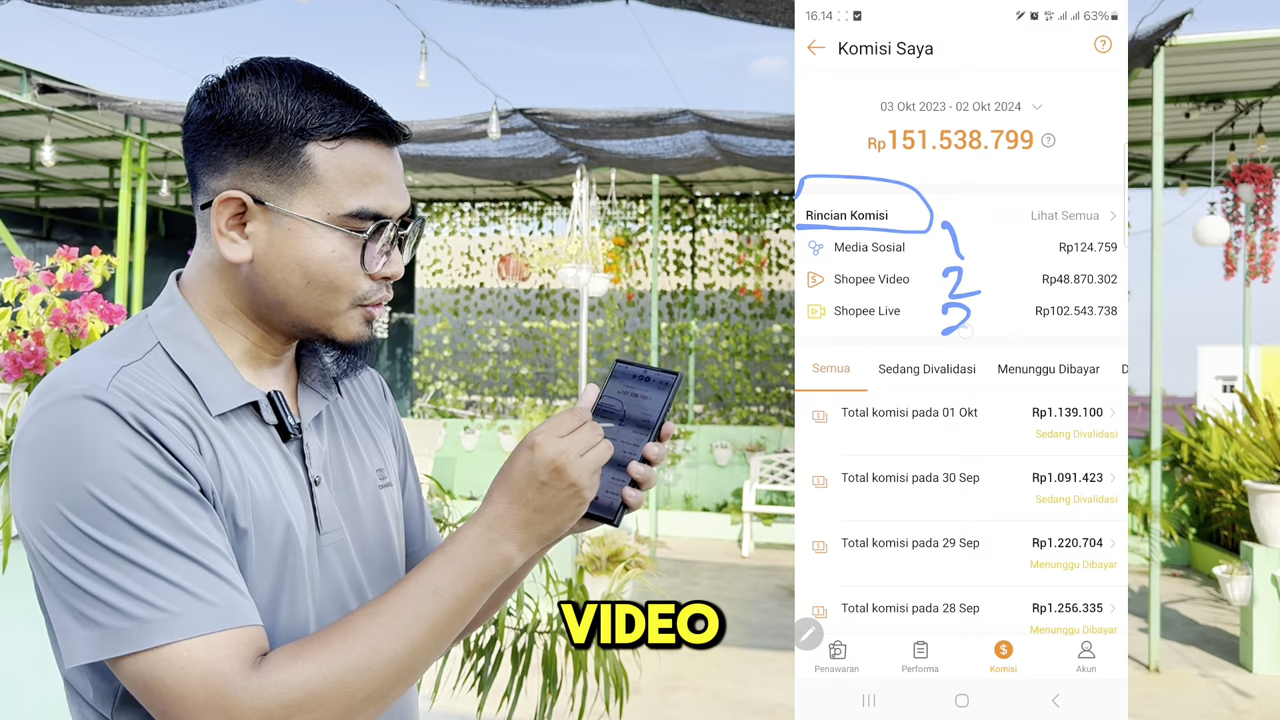 16.14
63%
Komisi Saya
?
03 Okt 2023 - 02 Okt 2024
Rp151.538.799 ?
Rincian Komisi
Lihat Semua
1
Media Sosial
Rp124.759
2
Shopee Video
Rp48.870.302
3
Shopee Live
Rp102.543.738
Semua
Sedang Divalidasi
Menunggu Dibayar
D
Total komisi pada 01 Okt
Rp1.139.100
Sedang Divalidasi
Total komisi pada 30 Sep
Rp1.091.423
Sedang Divalidasi
Total komisi pada 29 Sep
Rp1.220.704
Menunggu Dibayar
Total komisi pada 28 Sep
Rp1.256.335
Menunggu Dibayar
Penawaran
Performa
Komisi
Akun
VIDEO